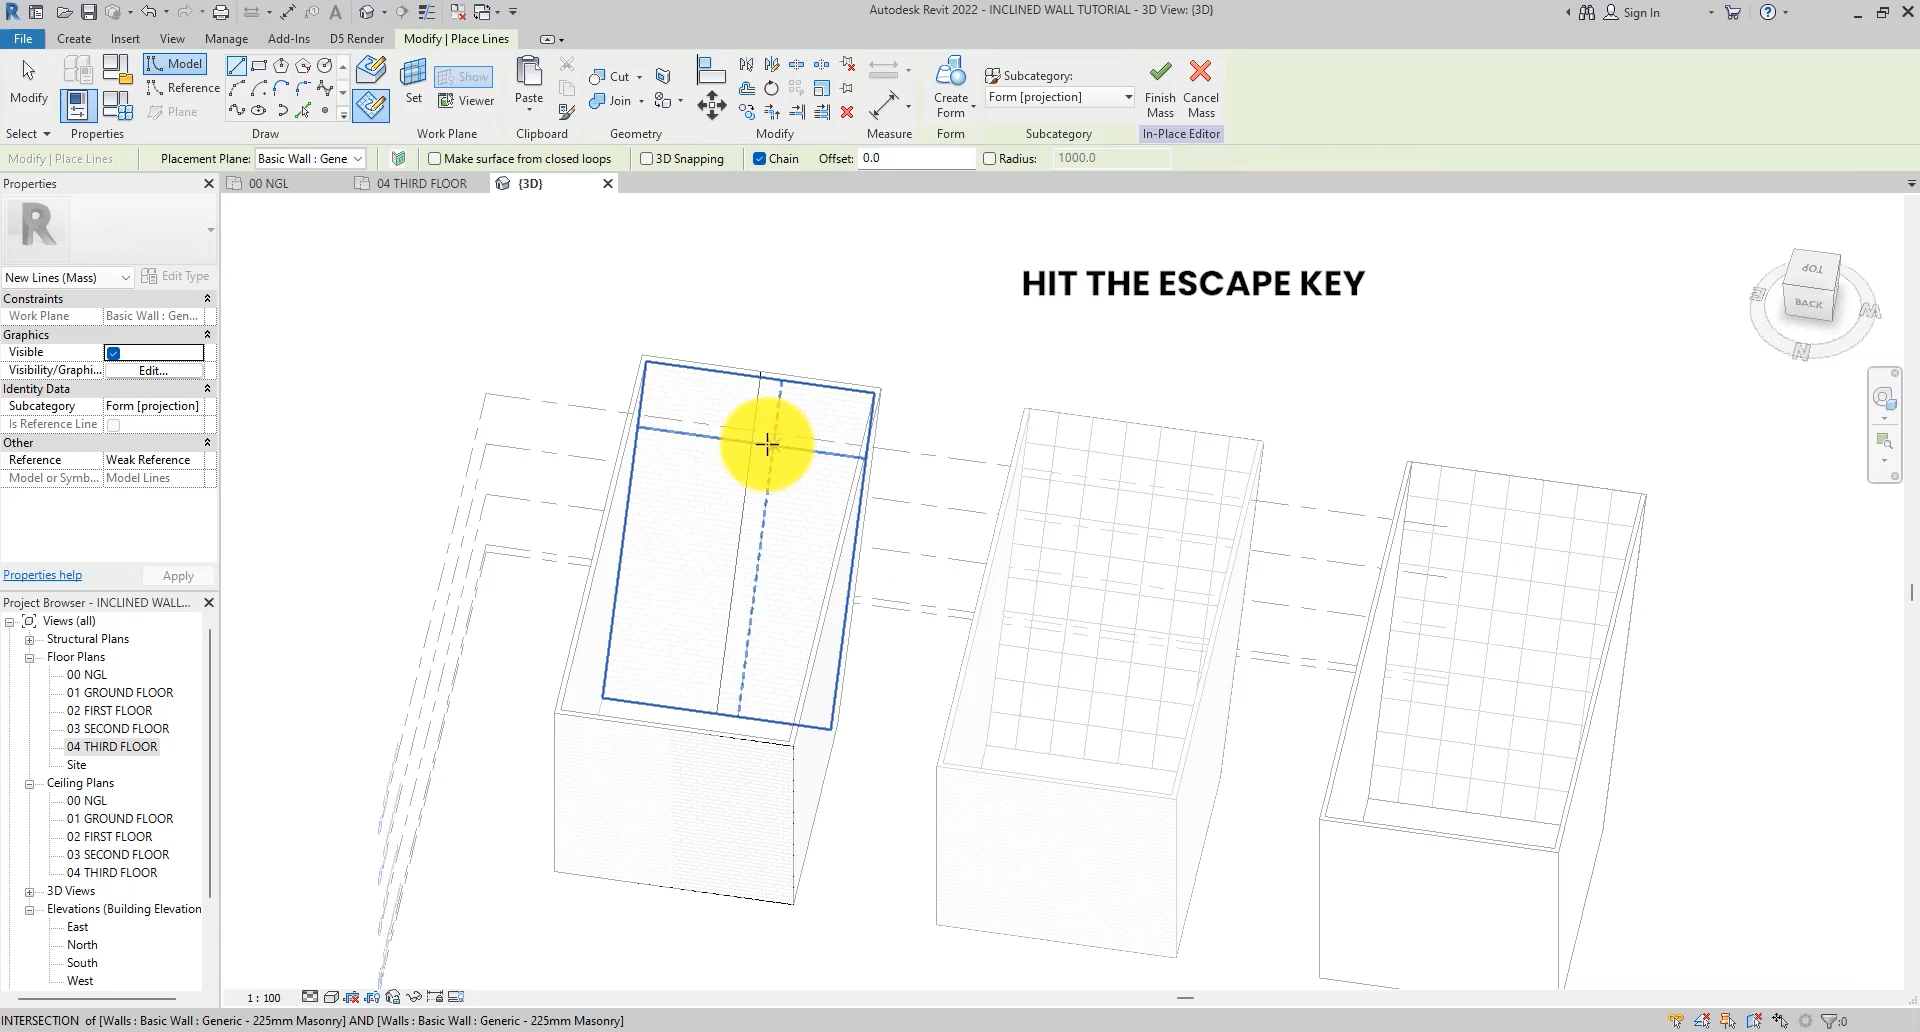 Autodesk Revit 2022 - INCLINED WALL TUTORIAL - 3D View: {3D}
Sign In
File Create Insert View Manage Add-Ins D5 Render Modify | Place Lines
Model
Reference
Plane
Set
Show
Viewer
Paste
Cut
Join
Create
Form
Subcategory:
Form [projection]
Finish
Mass
Cancel
Mass
Modify
Select Properties Draw Work Plane Clipboard Geometry Modify Measure Form Subcategory In-Place Editor
Modify | Place Lines Placement Plane: Basic Wall : Gene Make surface from closed loops 3D Snapping Chain Offset: 0.0 Radius: 1000.0
Properties
00 NGL 04 THIRD FLOOR {3D}
R
New Lines (Mass) Edit Type
Constraints
Work Plane Basic Wall : Gen...
Graphics
Visible
Visibility/Graphi... Edit...
Identity Data
Subcategory Form [projection]
Is Reference Line
Other
Reference Weak Reference
Model or Symb... Model Lines
Properties help Apply
Project Browser - INCLINED WALL...
Views (all)
Structural Plans
Floor Plans
00 NGL
01 GROUND FLOOR
02 FIRST FLOOR
03 SECOND FLOOR
04 THIRD FLOOR
Site
Ceiling Plans
00 NGL
01 GROUND FLOOR
02 FIRST FLOOR
03 SECOND FLOOR
04 THIRD FLOOR
3D Views
Elevations (Building Elevation
East
North
South
West
HIT THE ESCAPE KEY
TOP
BACK
E
W
N
1 : 100
INTERSECTION of [Walls : Basic Wall : Generic - 225mm Masonry] AND [Walls : Basic Wall : Generic - 225mm Masonry]
:0